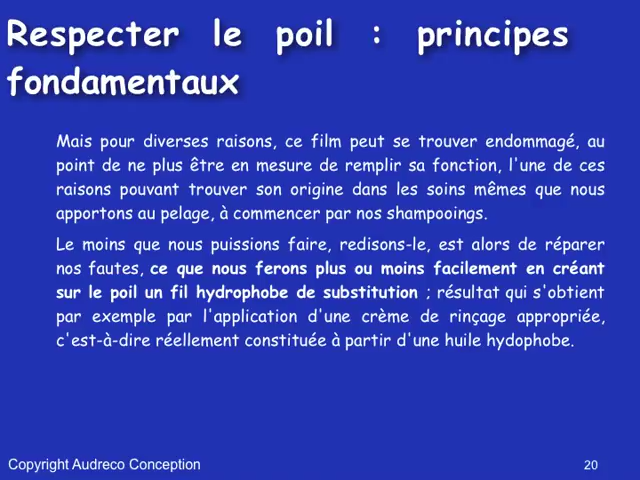 Respecter le poil : principes
fondamentaux
Mais pour diverses raisons, ce film peut se trouver endommagé, au
point de ne plus être en mesure de remplir sa fonction, l'une de ces
raisons pouvant trouver son origine dans les soins mêmes que nous
apportons au pelage, à commencer par nos shampooings.
Le moins que nous puissions faire, redisons-le, est alors de réparer
nos fautes, ce que nous ferons plus ou moins facilement en créant
sur le poil un fil hydrophobe de substitution ; résultat qui s'obtient
par exemple par l'application d'une crème de rinçage appropriée,
c'est-à-dire réellement constituée à partir d'une huile hydophobe.
Copyright Audreco Conception
20